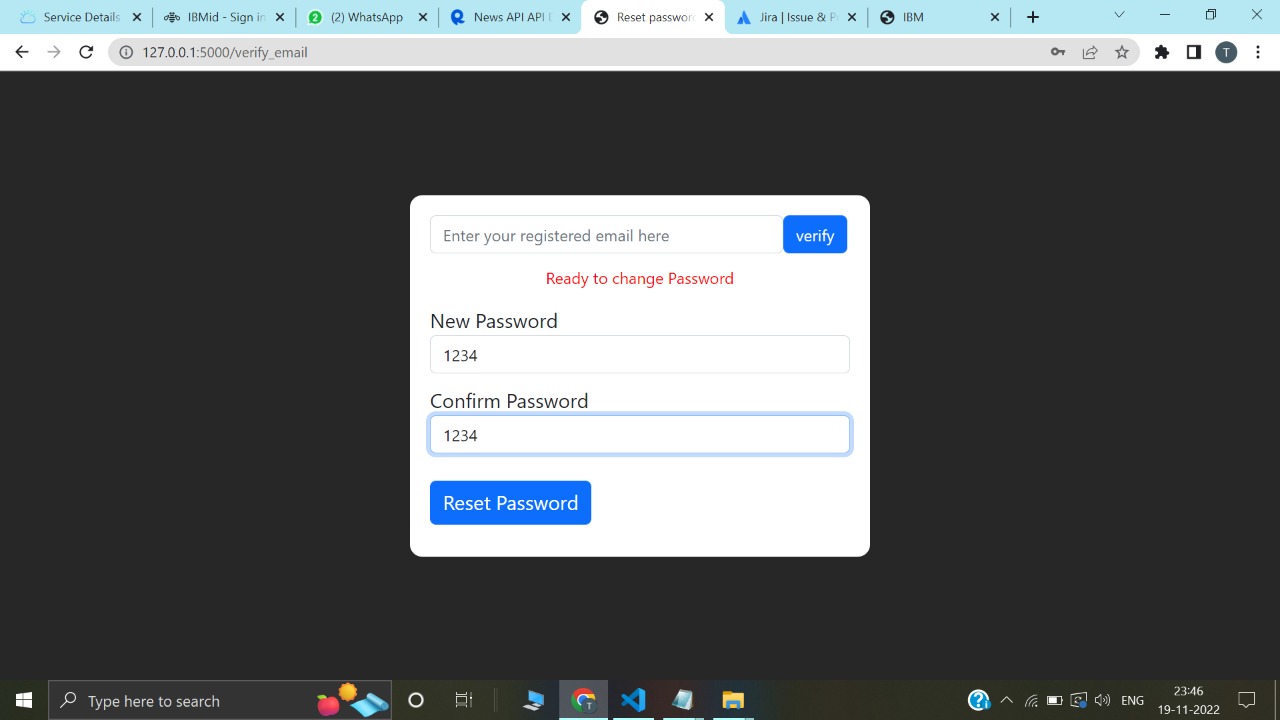 Service Details
IBMid - Sign in
(2) WhatsApp
News API API
Reset password
Jira | Issue & P
IBM
127.0.0.1:5000/verify_email
T
Enter your registered email here
verify
Ready to change Password
New Password
1234
Confirm Password
1234
Reset Password
Type here to search
ENG
23:46
19-11-2022